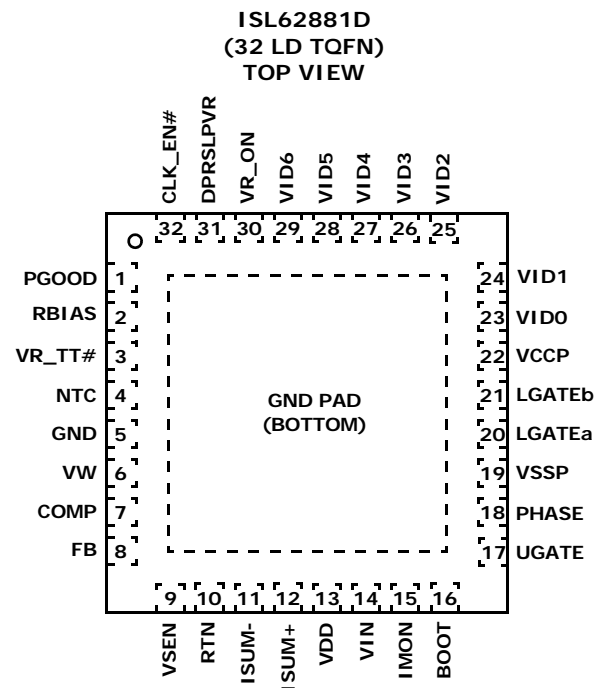 ISL62881D
(32 LD TQFN)
TOP VIEW
CLK_EN#
DPRSLPVR
VR_ON
VID6
VID5
VID4
VID3
VID2
32 31 30 29 28 27 26 25
PGOOD 1
RBIAS 2
VR_TT# 3
NTC 4
GND 5
VW 6
COMP 7
FB 8
GND PAD
(BOTTOM)
24 VID1
23 VID0
22 VCCP
21 LGATEb
20 LGATEa
19 VSSP
18 PHASE
17 UGATE
9 10 11 12 13 14 15 16
VSEN
RTN
ISUM-
ISUM+
VDD
VIN
IMON
BOOT